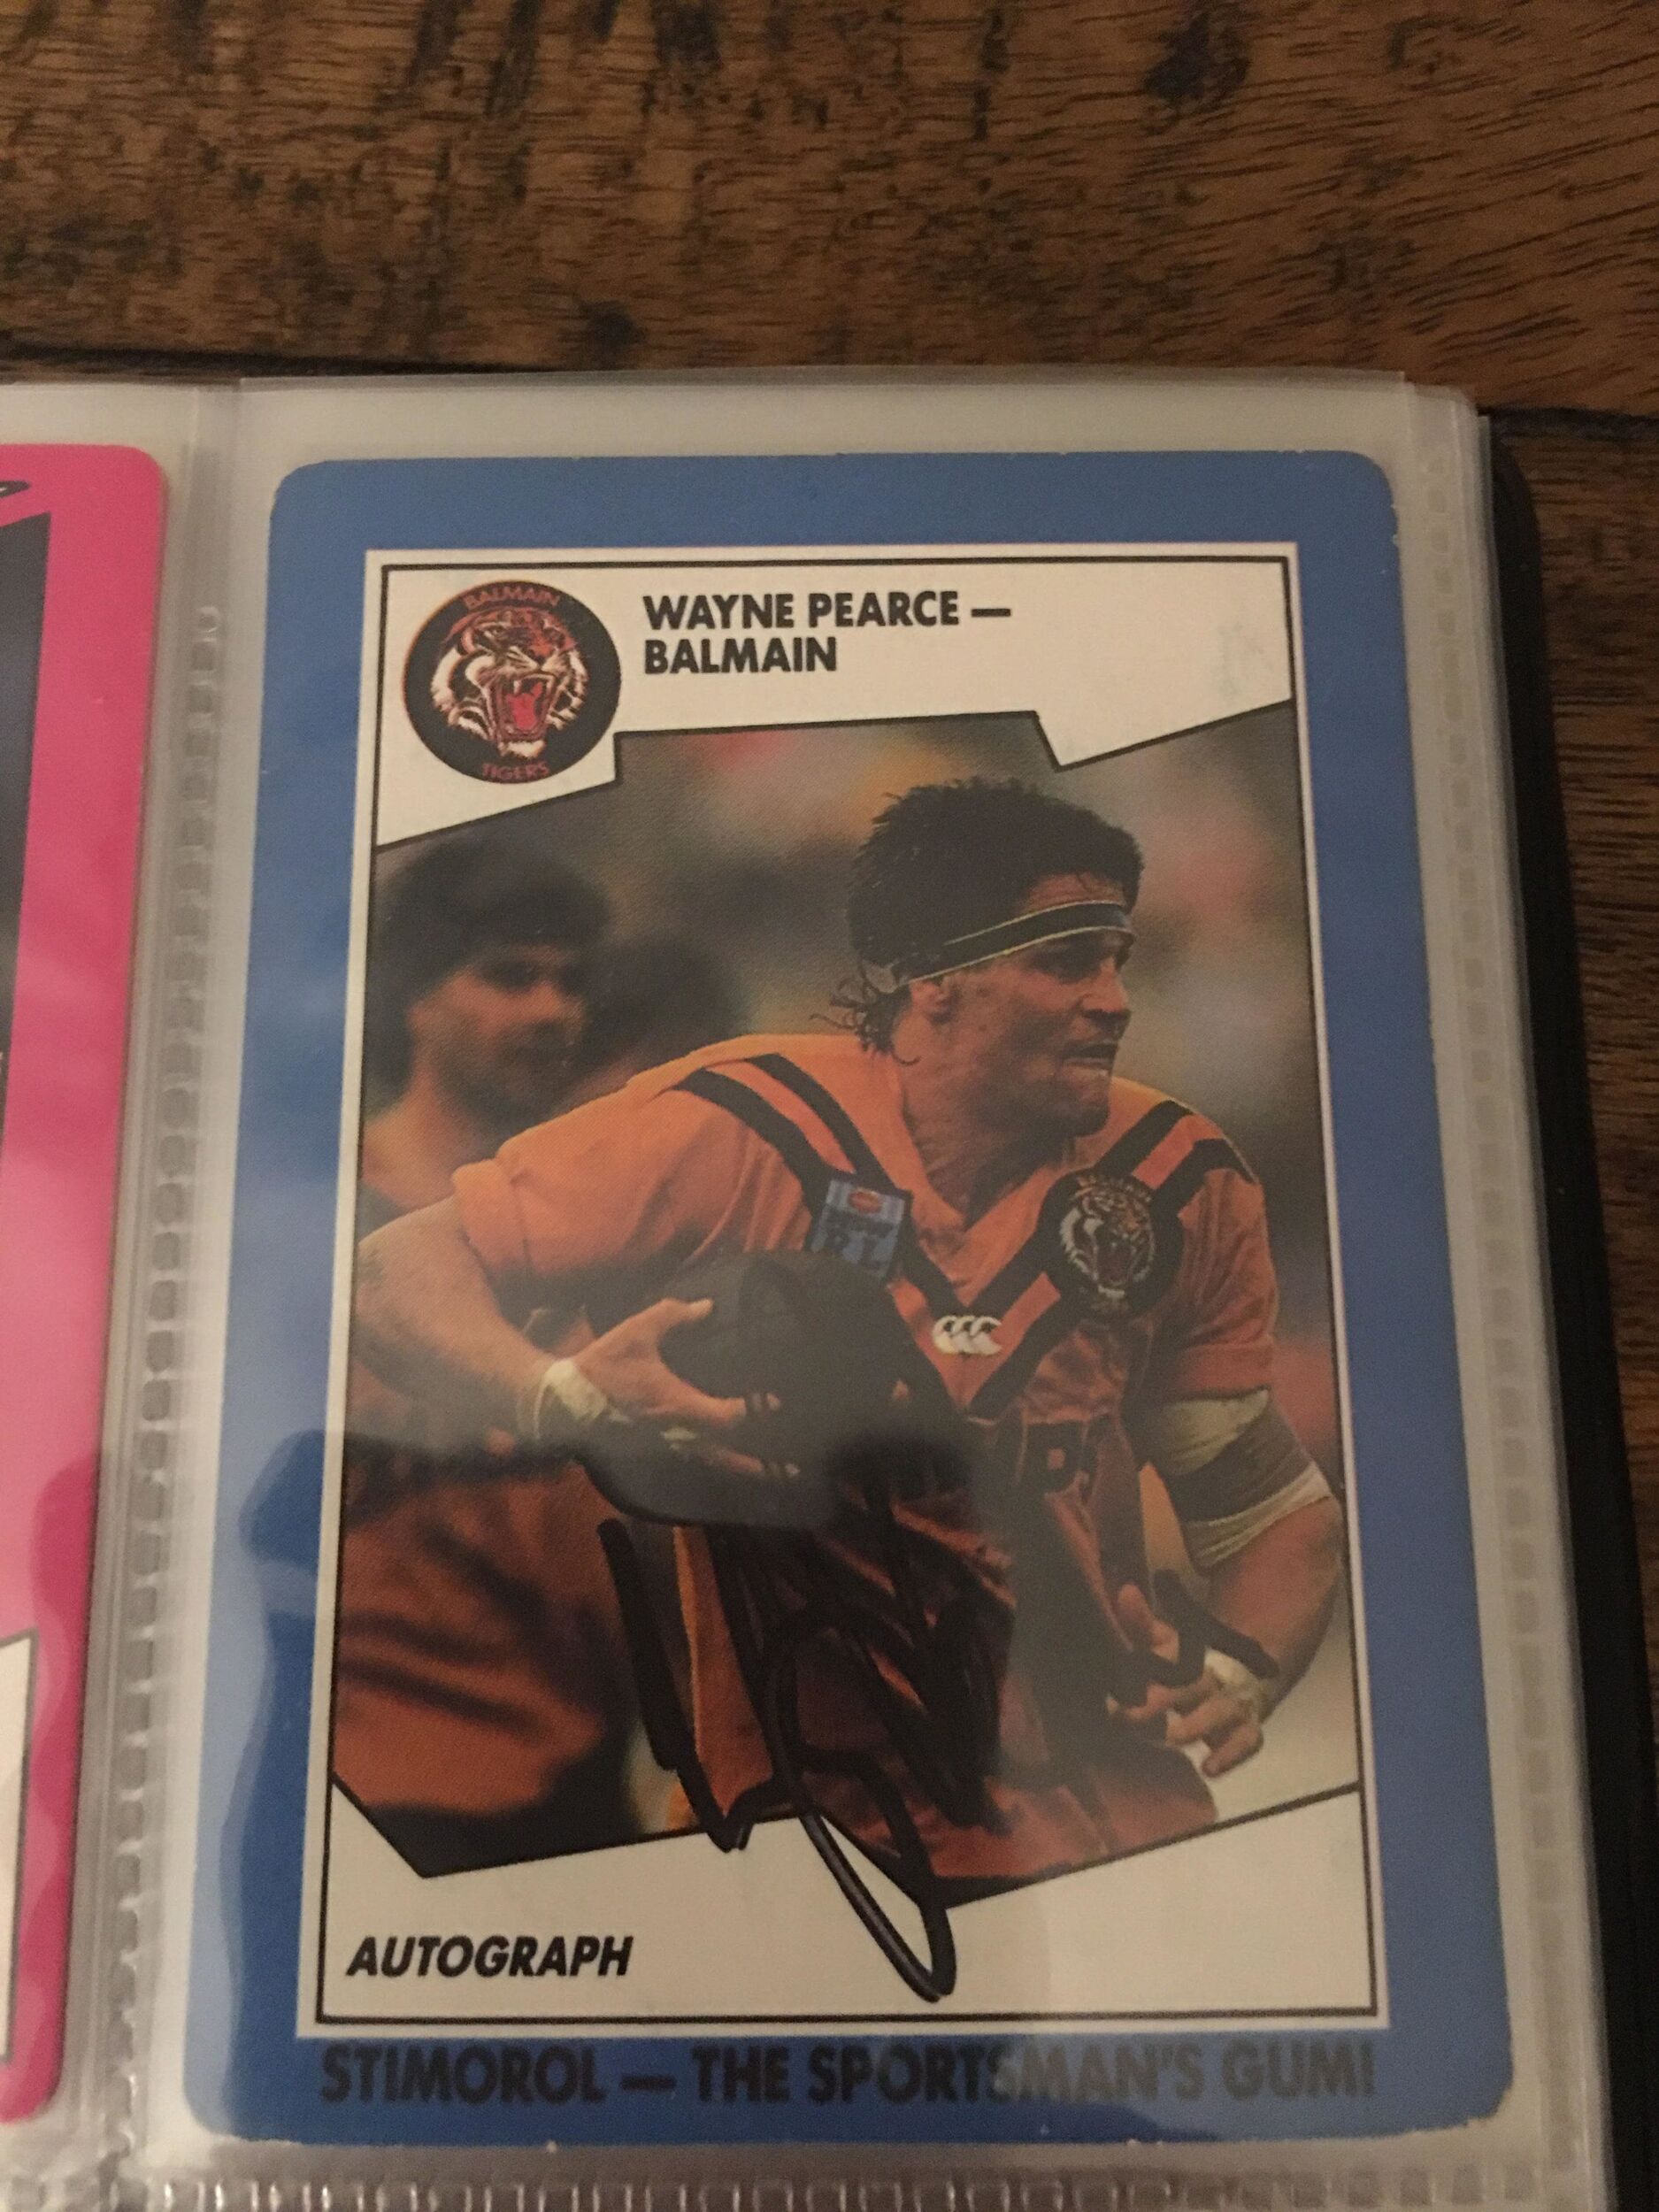 BALMAIN
TIGERS
WAYNE PEARCE —
BALMAIN
AUTOGRAPH
STIMOROL — THE SPORTSMAN'S GUM!